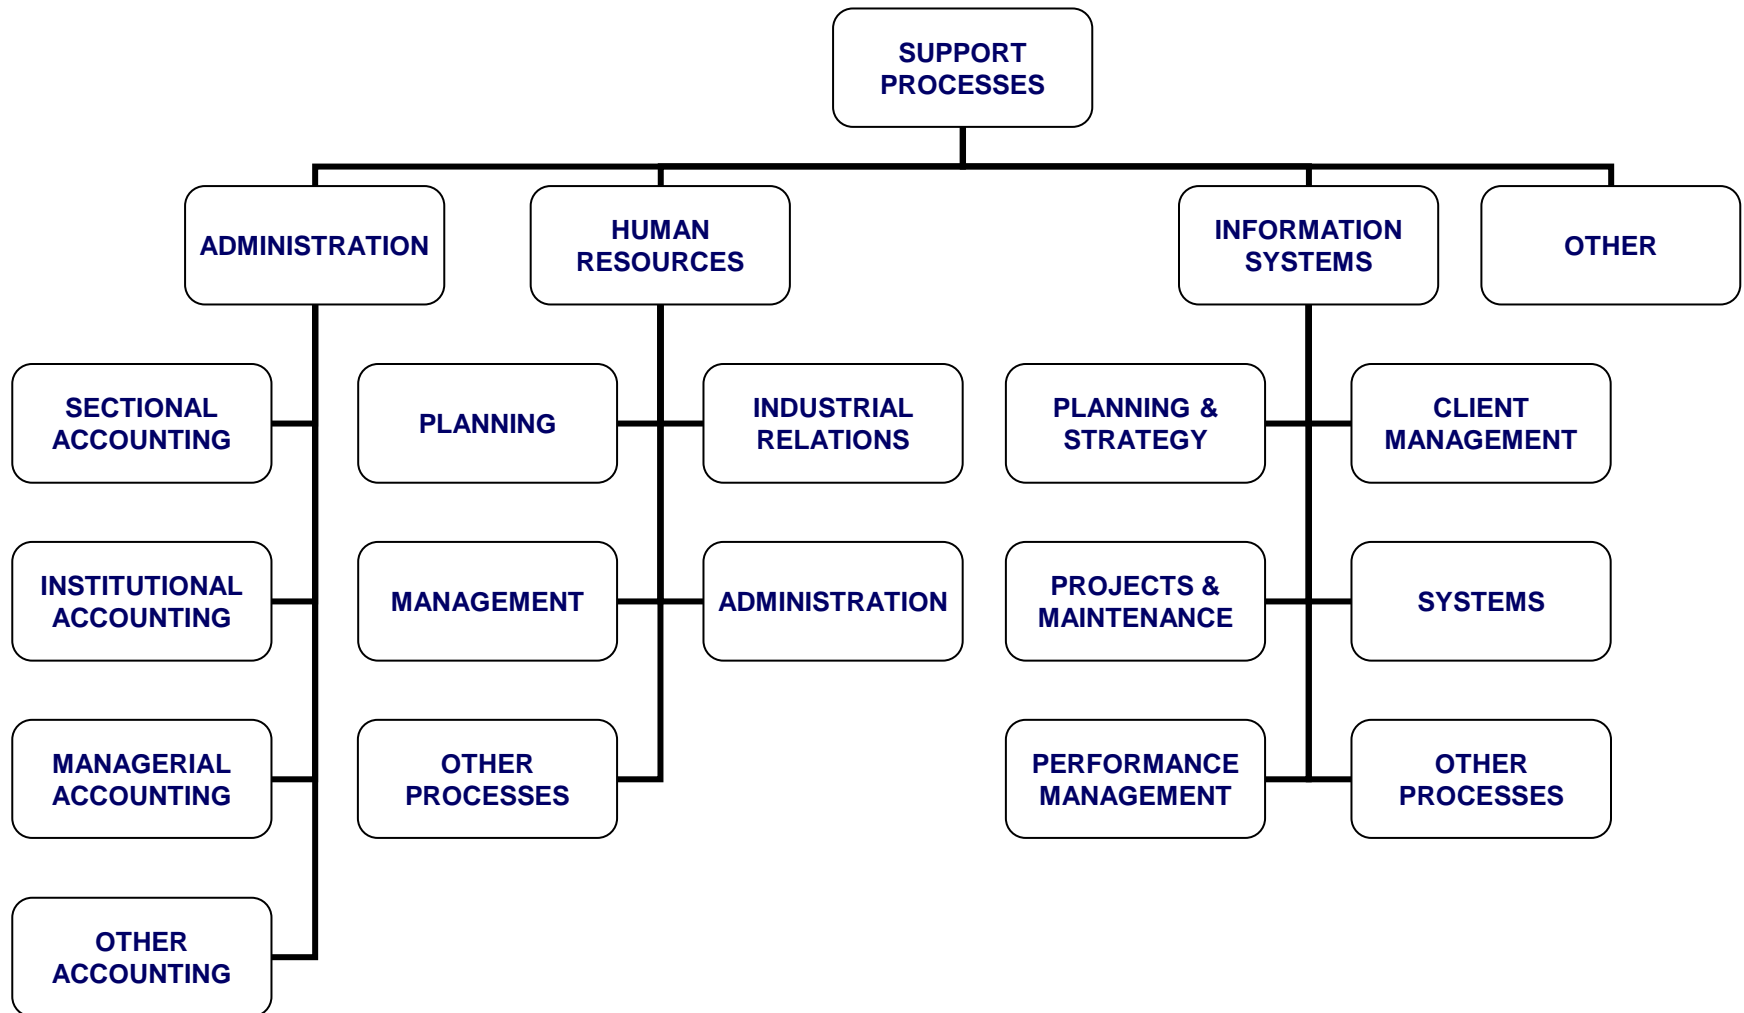 SUPPORT
PROCESSES
ADMINISTRATION
HUMAN
RESOURCES
INFORMATION
SYSTEMS
OTHER
SECTIONAL
ACCOUNTING
PLANNING
INDUSTRIAL
RELATIONS
PLANNING &
STRATEGY
CLIENT
MANAGEMENT
INSTITUTIONAL
ACCOUNTING
MANAGEMENT
ADMINISTRATION
PROJECTS &
MAINTENANCE
SYSTEMS
MANAGERIAL
ACCOUNTING
OTHER
PROCESSES
PERFORMANCE
MANAGEMENT
OTHER
PROCESSES
OTHER
ACCOUNTING